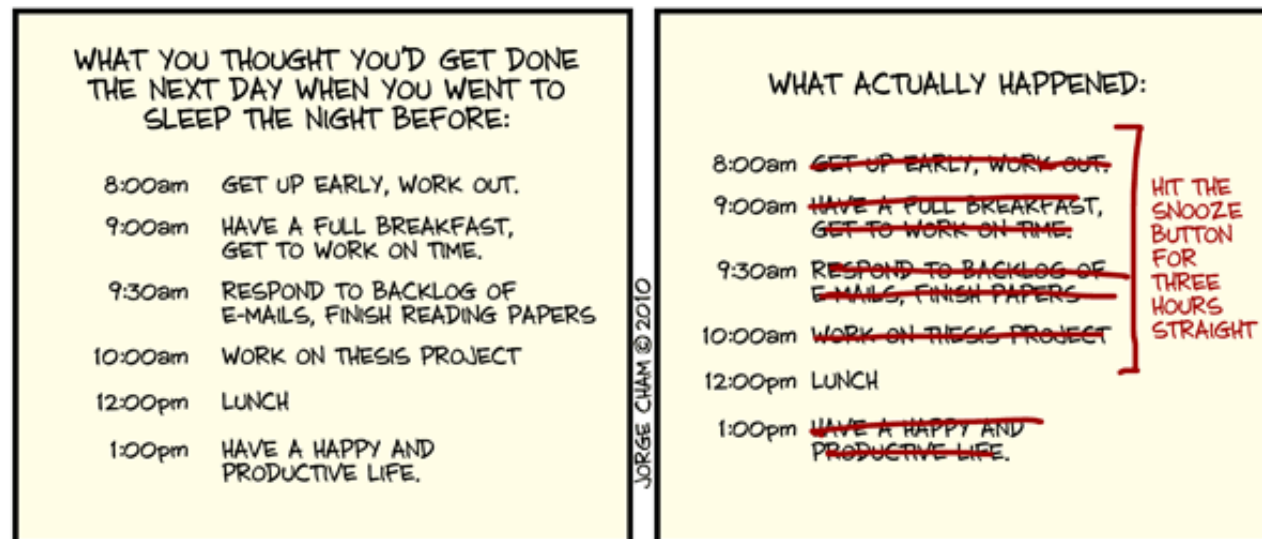 WHAT YOU THOUGHT YOU'D GET DONE
THE NEXT DAY WHEN YOU WENT TO
SLEEP THE NIGHT BEFORE:
8:00am GET UP EARLY, WORK OUT.
9:00am HAVE A FULL BREAKFAST,
GET TO WORK ON TIME.
9:30am RESPOND TO BACKLOG OF
E-MAILS, FINISH READING PAPERS
10:00am WORK ON THESIS PROJECT
12:00pm LUNCH
1:00pm HAVE A HAPPY AND
PRODUCTIVE LIFE.
JORGE CHAM © 2010
WHAT ACTUALLY HAPPENED:
8:00am GET UP EARLY, WORK OUT.
9:00am HAVE A FULL BREAKFAST,
GET TO WORK ON TIME.
9:30am RESPOND TO BACKLOG OF
E-MAILS, FINISH PAPERS
10:00am WORK ON THESIS PROJECT
12:00pm LUNCH
1:00pm HAVE A HAPPY AND
PRODUCTIVE LIFE.
HIT THE
SNOOZE
BUTTON
FOR
THREE
HOURS
STRAIGHT